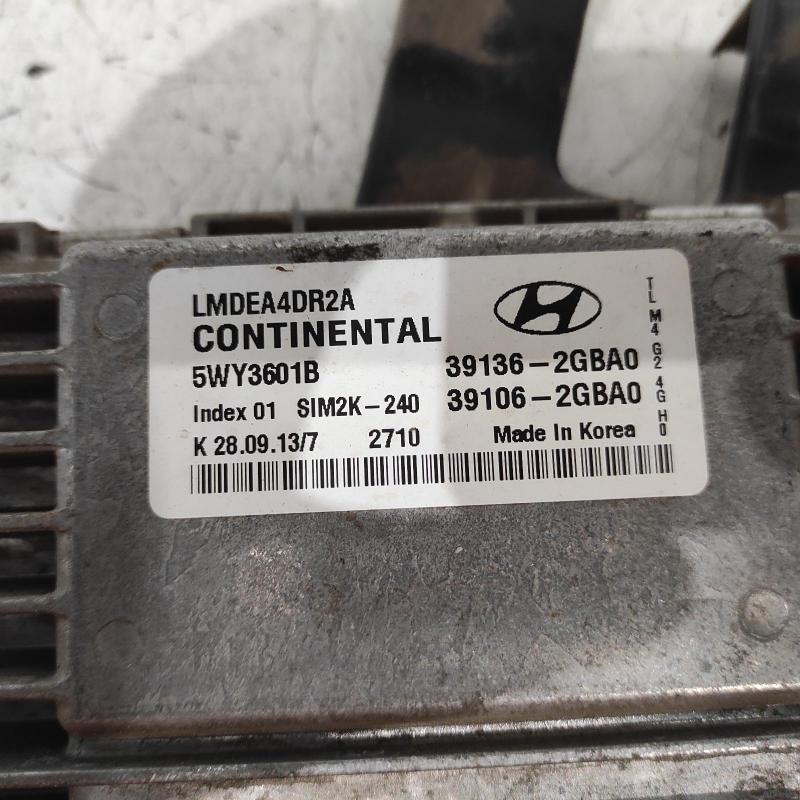 LMDEA4DR2A
CONTINENTAL
5WY3601B 39136-2GBA0
Index 01 SIM2K-240 39106-2GBA0
K 28.09.13/7 2710 Made In Korea
TL M4 G2 4G H0